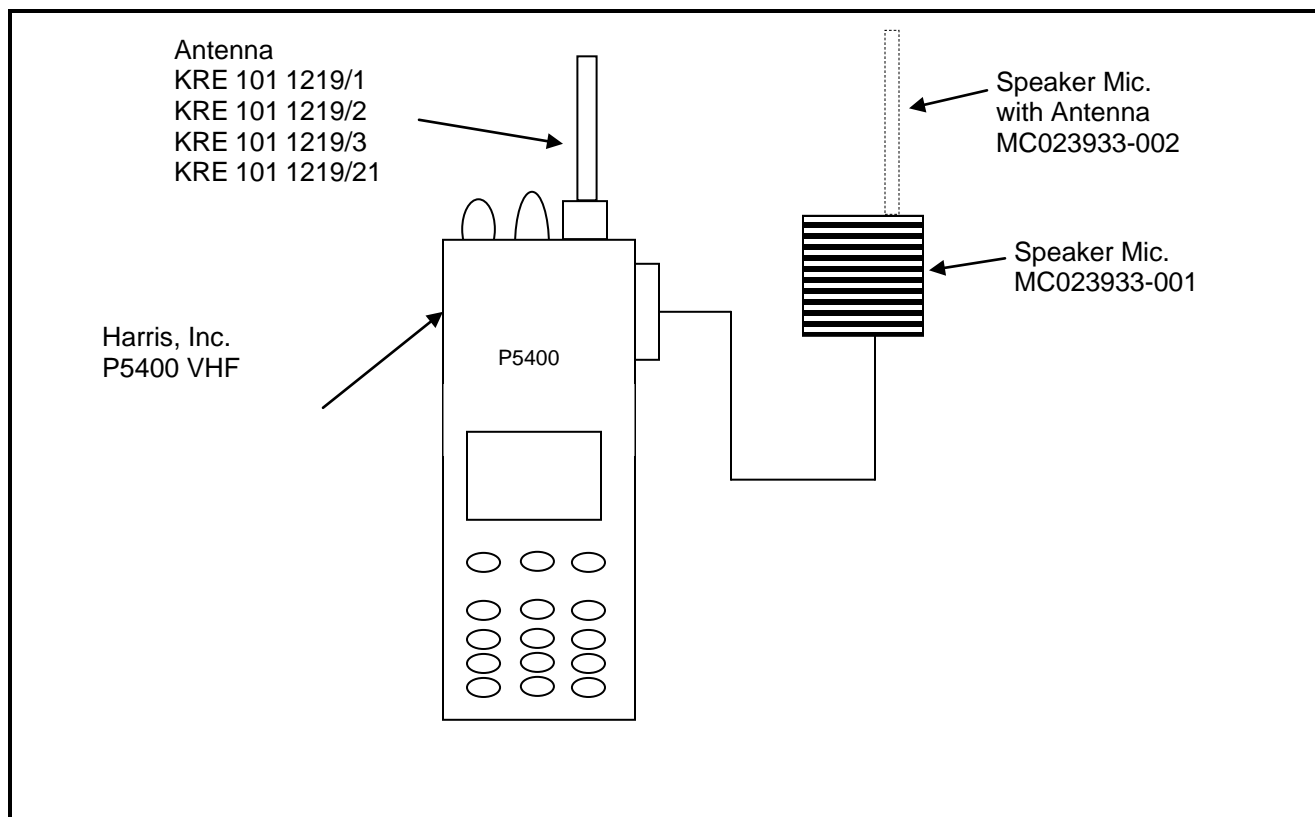 Antenna
KRE 101 1219/1
KRE 101 1219/2
KRE 101 1219/3
KRE 101 1219/21
Speaker Mic.
with Antenna
MC023933-002
Speaker Mic.
MC023933-001
Harris, Inc.
P5400 VHF
P5400